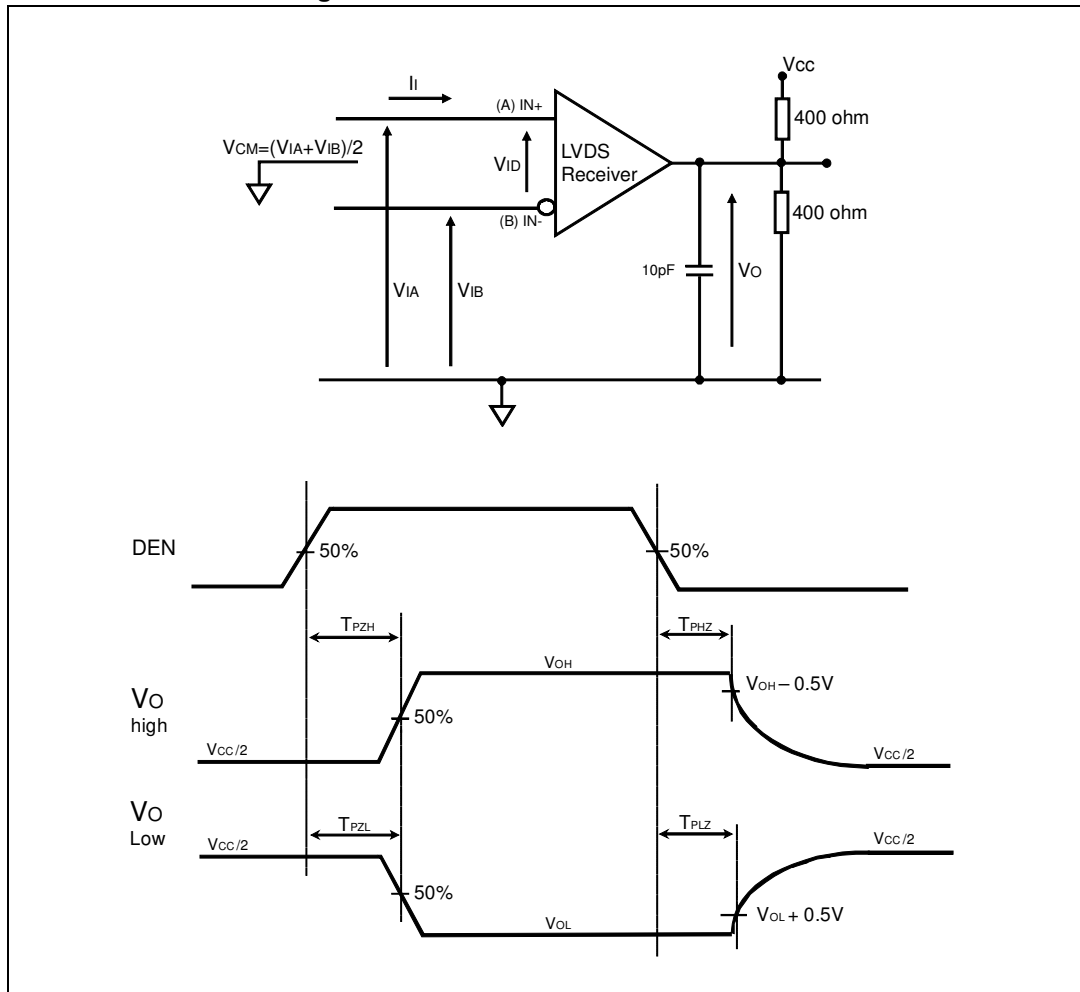 Vcc
II
(A) IN+
400 ohm
VCM=(VIA+VIB)/2
VID
LVDS
Receiver
(B) IN-
400 ohm
10pF
VO
VIA
VIB
DEN
50%
50%
TPZH
TPHZ
VOH
VOH – 0.5V
VO
high
50%
VCC/2
VCC/2
VO
Low
TPZL
TPLZ
VCC/2
VCC/2
50%
VOL + 0.5V
VOL